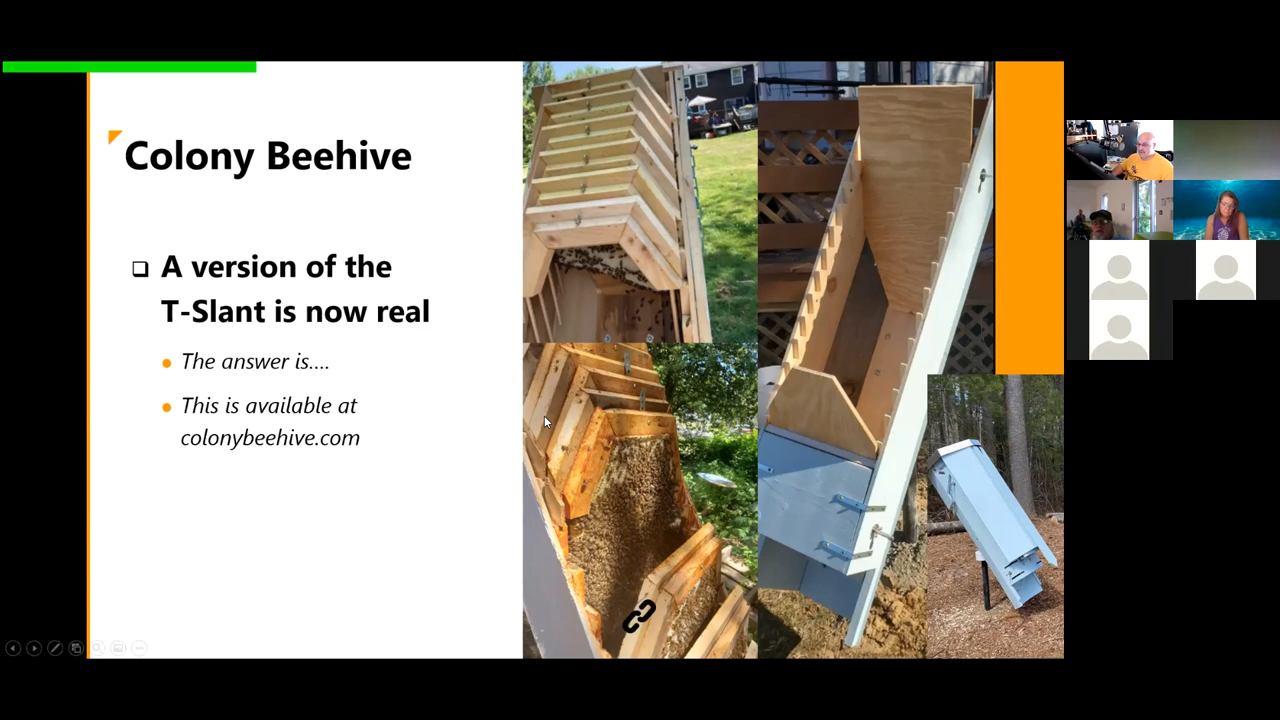 Colony Beehive
A version of the
T-Slant is now real
The answer is....
This is available at
colonybeehive.com